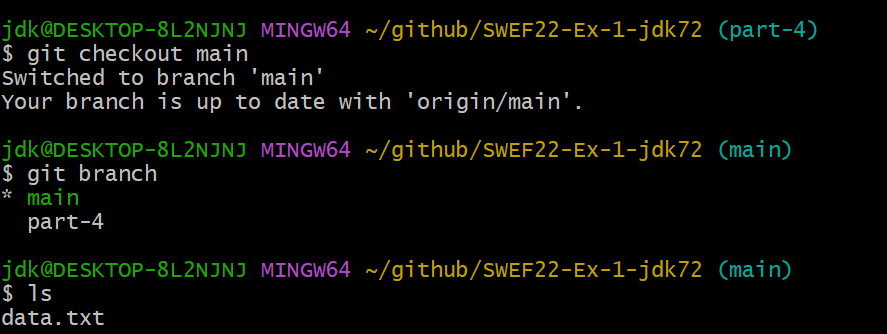 jdk@DESKTOP-8L2NJNJ MINGW64 ~/github/SWEF22-Ex-1-jdk72 (part-4)
$ git checkout main
Switched to branch 'main'
Your branch is up to date with 'origin/main'.
jdk@DESKTOP-8L2NJNJ MINGW64 ~/github/SWEF22-Ex-1-jdk72 (main)
$ git branch
* main
  part-4
jdk@DESKTOP-8L2NJNJ MINGW64 ~/github/SWEF22-Ex-1-jdk72 (main)
$ ls
data.txt